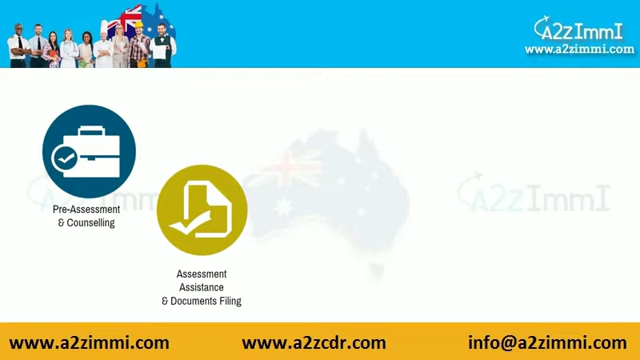 A2zImmI
www.a2zimmi.com
Pre-Assessment
& Counselling
A2zImmI
Assessment
Assistance
& Documents Filing
www.a2zimmi.com
www.a2zcdr.com
info@a2zimmi.com